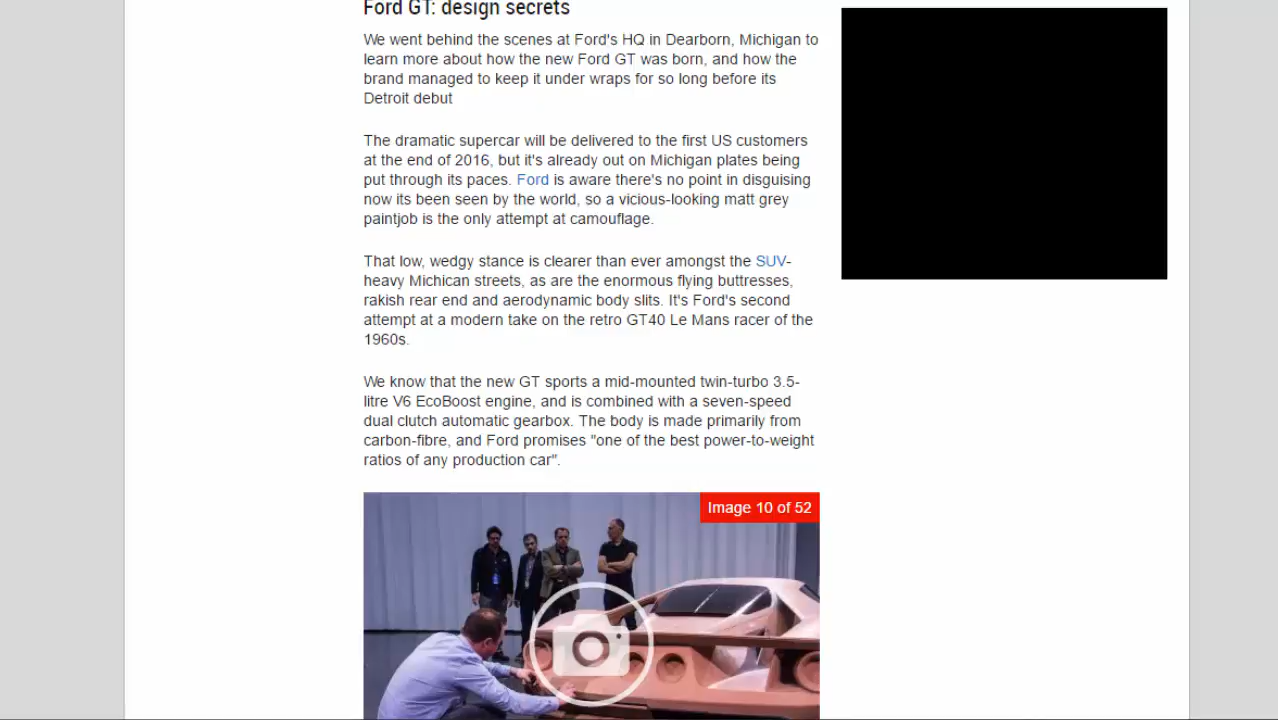 Ford GT: design secrets
We went behind the scenes at Ford's HQ in Dearborn, Michigan to
learn more about how the new Ford GT was born, and how the
brand managed to keep it under wraps for so long before its
Detroit debut
The dramatic supercar will be delivered to the first US customers
at the end of 2016, but it's already out on Michigan plates being
put through its paces. Ford is aware there's no point in disguising
now its been seen by the world, so a vicious-looking matt grey
paintjob is the only attempt at camouflage.
That low, wedgy stance is clearer than ever amongst the SUV-
heavy Michican streets, as are the enormous flying buttresses,
rakish rear end and aerodynamic body slits. It's Ford's second
attempt at a modern take on the retro GT40 Le Mans racer of the
1960s.
We know that the new GT sports a mid-mounted twin-turbo 3.5-
litre V6 EcoBoost engine, and is combined with a seven-speed
dual clutch automatic gearbox. The body is made primarily from
carbon-fibre, and Ford promises "one of the best power-to-weight
ratios of any production car".
Image 10 of 52